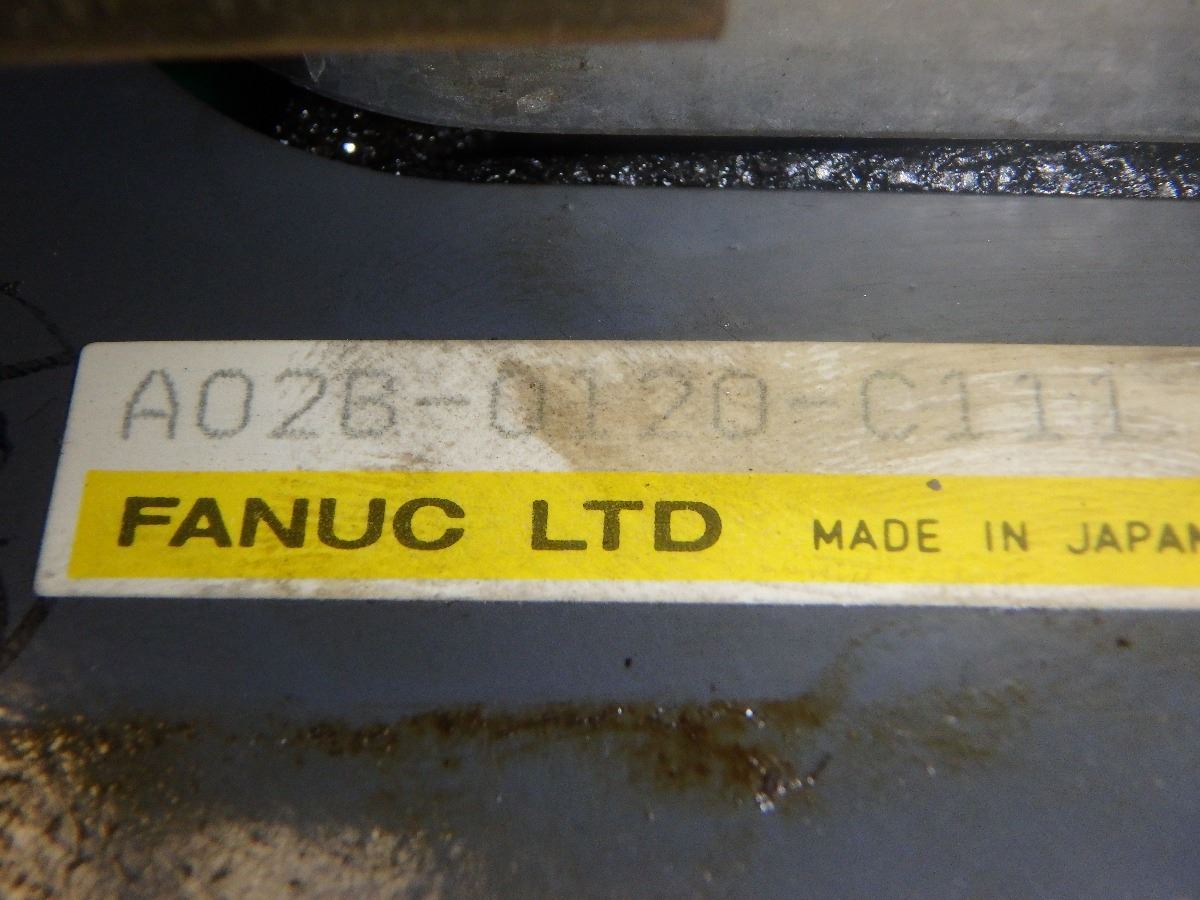 A02B-0120-C111
FANUC LTD MADE IN JAPAN